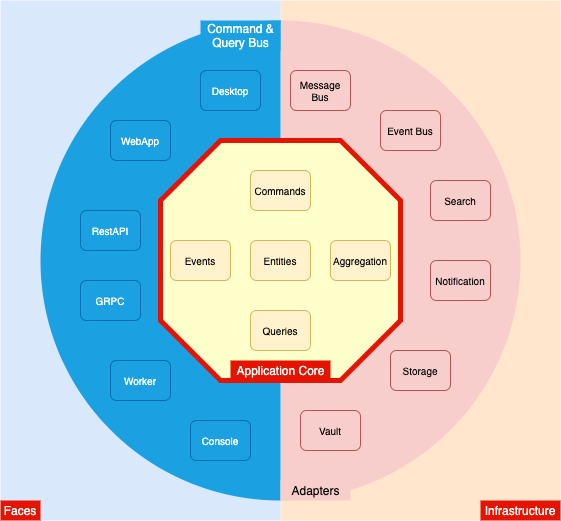 Command &
Query Bus
Desktop
Message
Bus
WebApp
Event Bus
Commands
Search
RestAPI
Events
Entities
Aggregation
Notification
GRPC
Queries
Application Core
Worker
Storage
Console
Vault
Adapters
Faces
Infrastructure